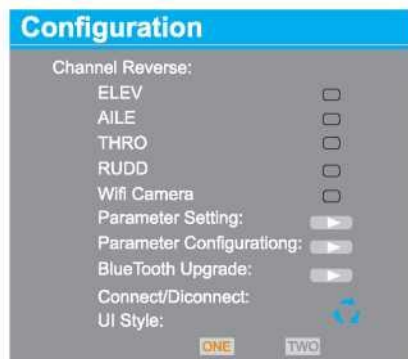 Configuration
Channel Reverse:
ELEV
AILE
THRO
RUDD
Wifi Camera
Parameter Setting:
Parameter Configurationg:
BlueTooth Upgrade:
Connect/Diconnect:
UI Style:
ONE TWO